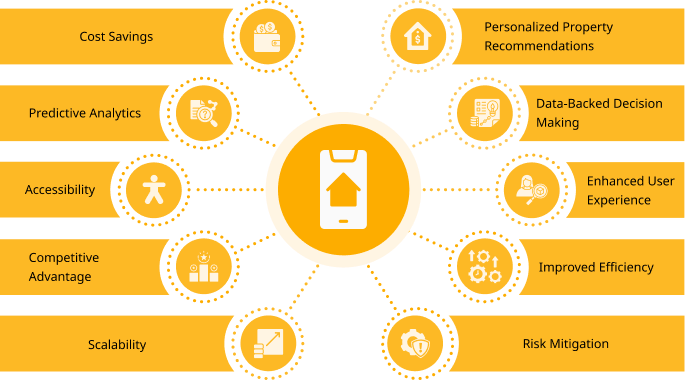 Cost Savings
Predictive Analytics
Accessibility
Competitive
Advantage
Scalability
Personalized Property
Recommendations
Data-Backed Decision
Making
Enhanced User
Experience
Improved Efficiency
Risk Mitigation